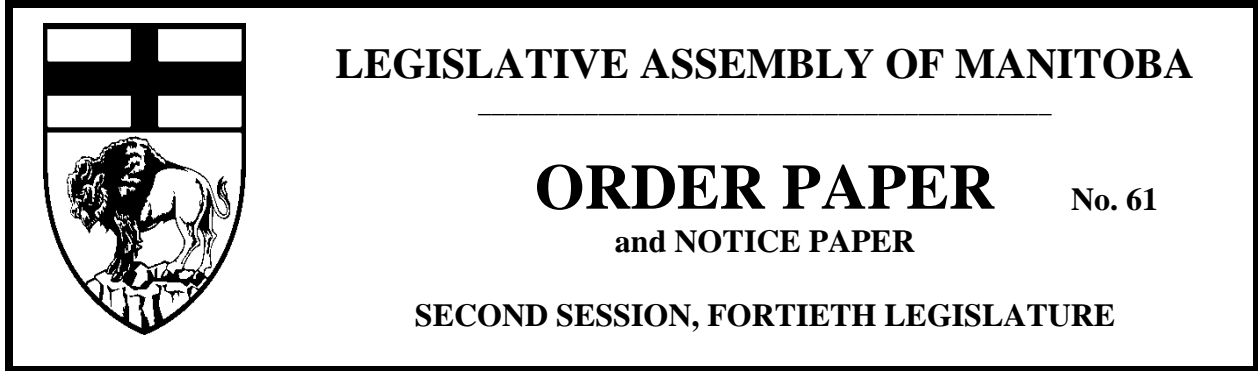 LEGISLATIVE ASSEMBLY OF MANITOBA
ORDER PAPER No. 61
and NOTICE PAPER
SECOND SESSION, FORTIETH LEGISLATURE